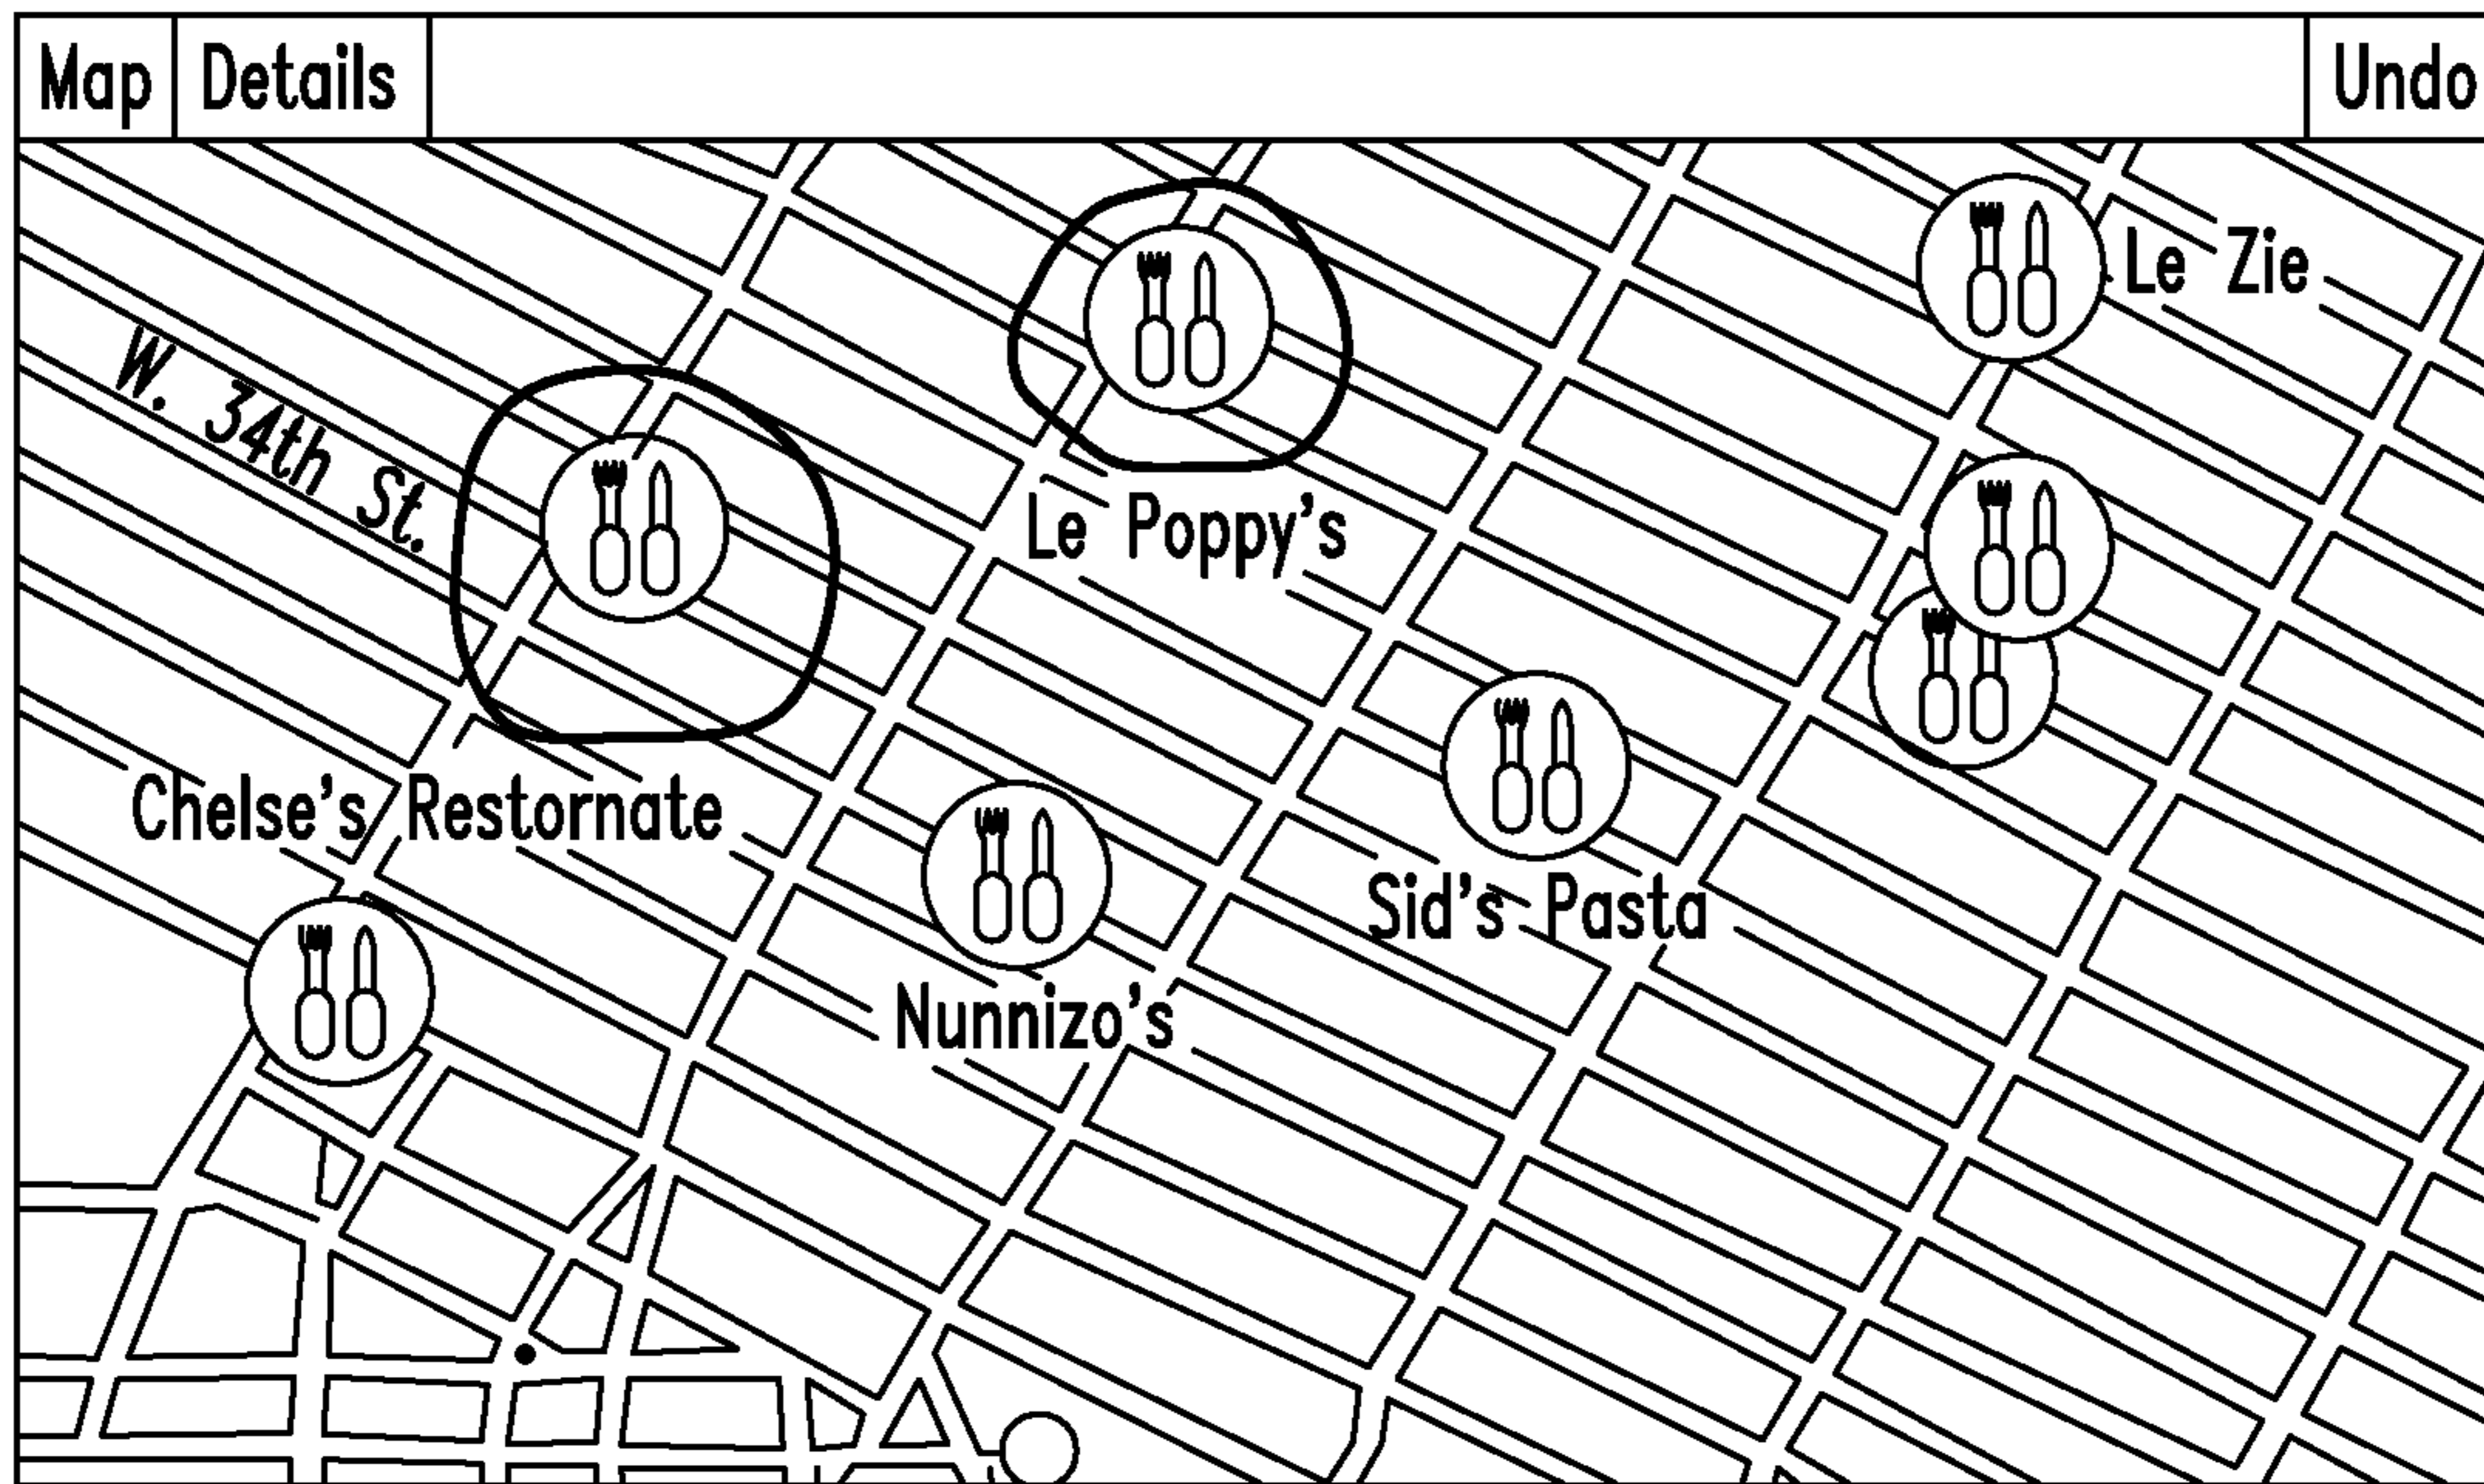 Map Details Undo
Le Zie
W. 34th St.
Le Poppy's
Chelse's Restornate
Sid's Pasta
Nunnizo's